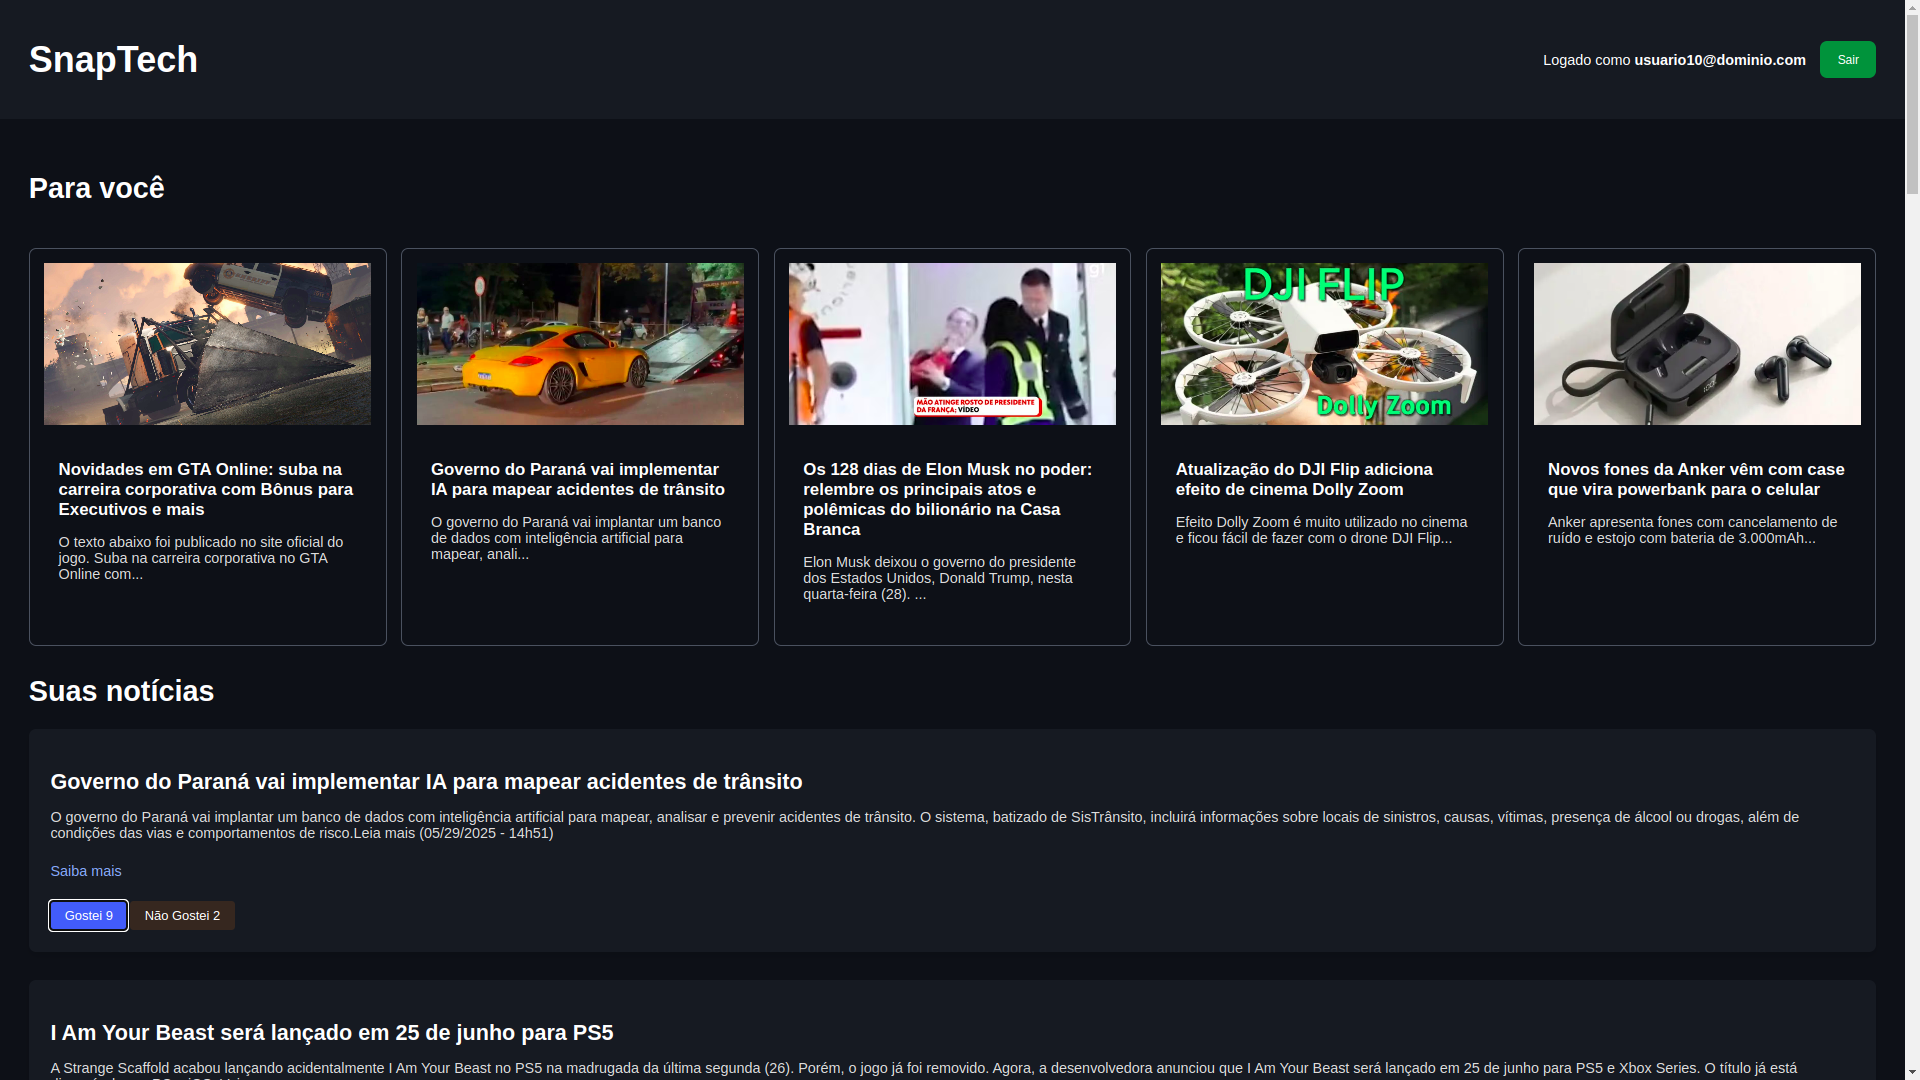 SnapTech
Logado como usuario10@dominio.com
Sair
Para você
g1
MÃO ATINGE ROSTO DE PRESIDENTE
DA FRANÇA; VÍDEO
DJI FLIP
Dolly Zoom
Novidades em GTA Online: suba na
carreira corporativa com Bônus para
Executivos e mais
O texto abaixo foi publicado no site oficial do
jogo. Suba na carreira corporativa no GTA
Online com...
Governo do Paraná vai implementar
IA para mapear acidentes de trânsito
O governo do Paraná vai implantar um banco
de dados com inteligência artificial para
mapear, anali...
Os 128 dias de Elon Musk no poder:
relembre os principais atos e
polêmicas do bilionário na Casa
Branca
Elon Musk deixou o governo do presidente
dos Estados Unidos, Donald Trump, nesta
quarta-feira (28). ...
Atualização do DJI Flip adiciona
efeito de cinema Dolly Zoom
Efeito Dolly Zoom é muito utilizado no cinema
e ficou fácil de fazer com o drone DJI Flip...
Novos fones da Anker vêm com case
que vira powerbank para o celular
Anker apresenta fones com cancelamento de
ruído e estojo com bateria de 3.000mAh...
Suas notícias
Governo do Paraná vai implementar IA para mapear acidentes de trânsito
O governo do Paraná vai implantar um banco de dados com inteligência artificial para mapear, analisar e prevenir acidentes de trânsito. O sistema, batizado de SisTrânsito, incluirá informações sobre locais de sinistros, causas, vítimas, presença de álcool ou drogas, além de
condições das vias e comportamentos de risco.Leia mais (05/29/2025 - 14h51)
Saiba mais
Gostei 9
Não Gostei 2
I Am Your Beast será lançado em 25 de junho para PS5
A Strange Scaffold acabou lançando acidentalmente I Am Your Beast no PS5 na madrugada da última segunda (26). Porém, o jogo já foi removido. Agora, a desenvolvedora anunciou que I Am Your Beast será lançado em 25 de junho para PS5 e Xbox Series. O título já está